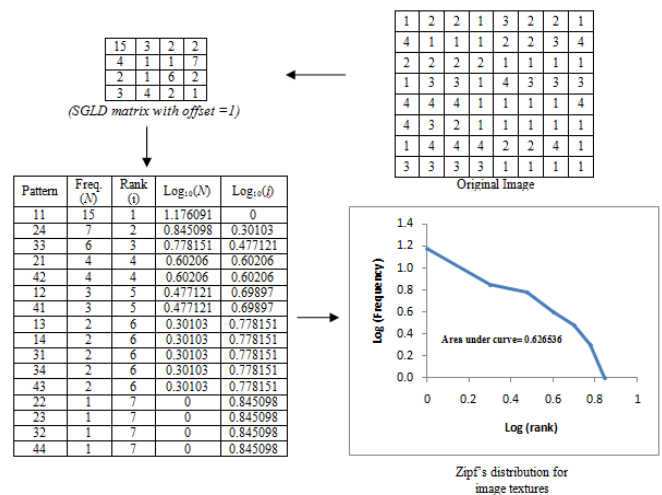 15 3 2 2
4 1 1 7
2 1 6 2
3 4 2 1
(SGLD matrix with offset =1)
1 2 2 1 3 2 2 1
4 1 1 1 2 2 3 4
2 2 2 2 1 1 1 1
1 3 3 1 4 3 3 3
4 4 4 1 1 1 1 4
4 3 2 1 1 1 1 1
1 4 4 4 2 2 4 1
3 3 3 3 1 1 1 1
Original Image
Pattern Freq. (N) Rank (i) Log₁₀(N) Log₁₀(i)
11 15 1 1.176091 0
24 7 2 0.845098 0.30103
33 6 3 0.778151 0.477121
21 4 4 0.60206 0.60206
42 4 4 0.60206 0.60206
12 3 5 0.477121 0.69897
41 3 5 0.477121 0.69897
13 2 6 0.30103 0.778151
14 2 6 0.30103 0.778151
31 2 6 0.30103 0.778151
34 2 6 0.30103 0.778151
43 2 6 0.30103 0.778151
22 1 7 0 0.845098
23 1 7 0 0.845098
32 1 7 0 0.845098
44 1 7 0 0.845098
Log (Frequency)
1.4
1.2
1.0
0.8
0.6
0.4
0.2
0.0
Area under curve= 0.626536
0 0.2 0.4 0.6 0.8 1
Log (rank)
Zipf's distribution for
image textures